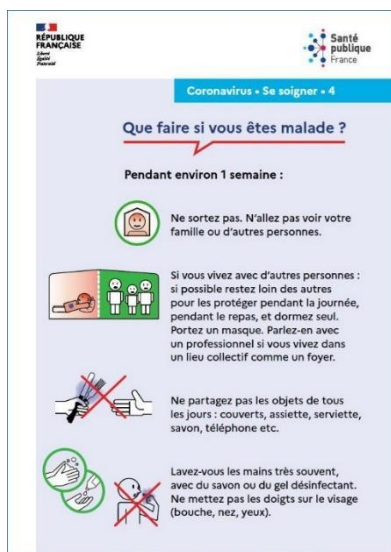 RÉPUBLIQUE
FRANÇAISE
Liberté
Égalité
Fraternité
Santé
publique
France
Coronavirus • Se soigner • 4
Que faire si vous êtes malade ?
Pendant environ 1 semaine :
Ne sortez pas. N'allez pas voir votre
famille ou d'autres personnes.
Si vous vivez avec d'autres personnes :
si possible restez loin des autres
pour les protéger pendant la journée,
pendant le repas, et dormez seul.
Portez un masque. Parlez-en avec
un professionnel si vous vivez dans
un lieu collectif comme un foyer.
Ne partagez pas les objets de tous
les jours : couverts, assiette, serviette,
savon, téléphone etc.
Lavez-vous les mains très souvent,
avec du savon ou du gel désinfectant.
Ne mettez pas les doigts sur le visage
(bouche, nez, yeux).